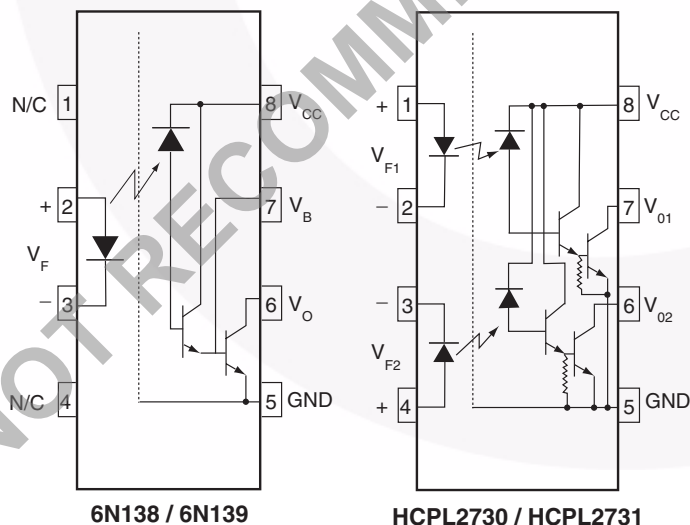 NOT RECOMM
N/C 1
8 V_CC
+ 2
7 V_B
V_F
− 3
6 V_O
N/C 4
5 GND
6N138 / 6N139
+ 1
8 V_CC
V_F1
− 2
7 V_01
− 3
6 V_02
V_F2
+ 4
5 GND
HCPL2730 / HCPL2731